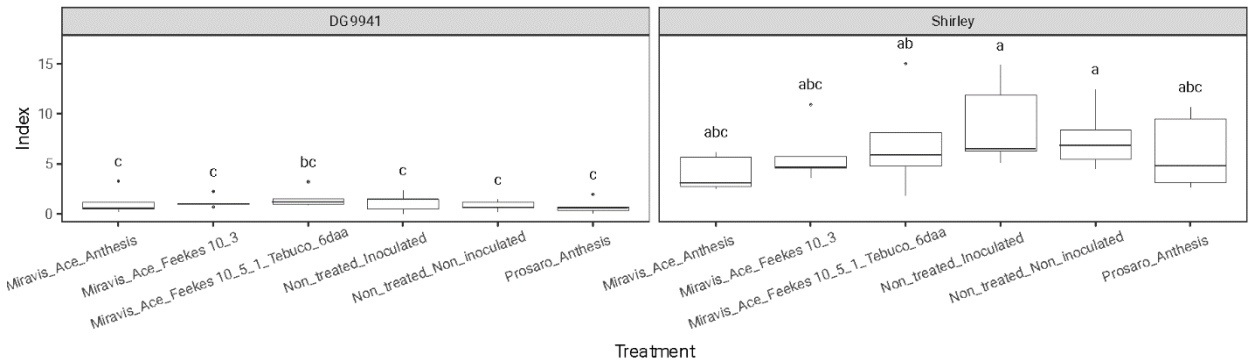 DG9941
Shirley
Index
15
10
5
0
c
c
bc
c
c
c
abc
abc
ab
a
a
abc
Miravis_Ace_Anthesis
Miravis_Ace_Feekes 10_3
Miravis_Ace_Feekes 10_5_1_Tebuco_6daa
Non_treated_Inoculated
Non_treated_Non_inoculated
Prosaro_Anthesis
Miravis_Ace_Anthesis
Miravis_Ace_Feekes 10_3
Miravis_Ace_Feekes 10_5_1_Tebuco_6daa
Non_treated_Inoculated
Non_treated_Non_inoculated
Prosaro_Anthesis
Treatment